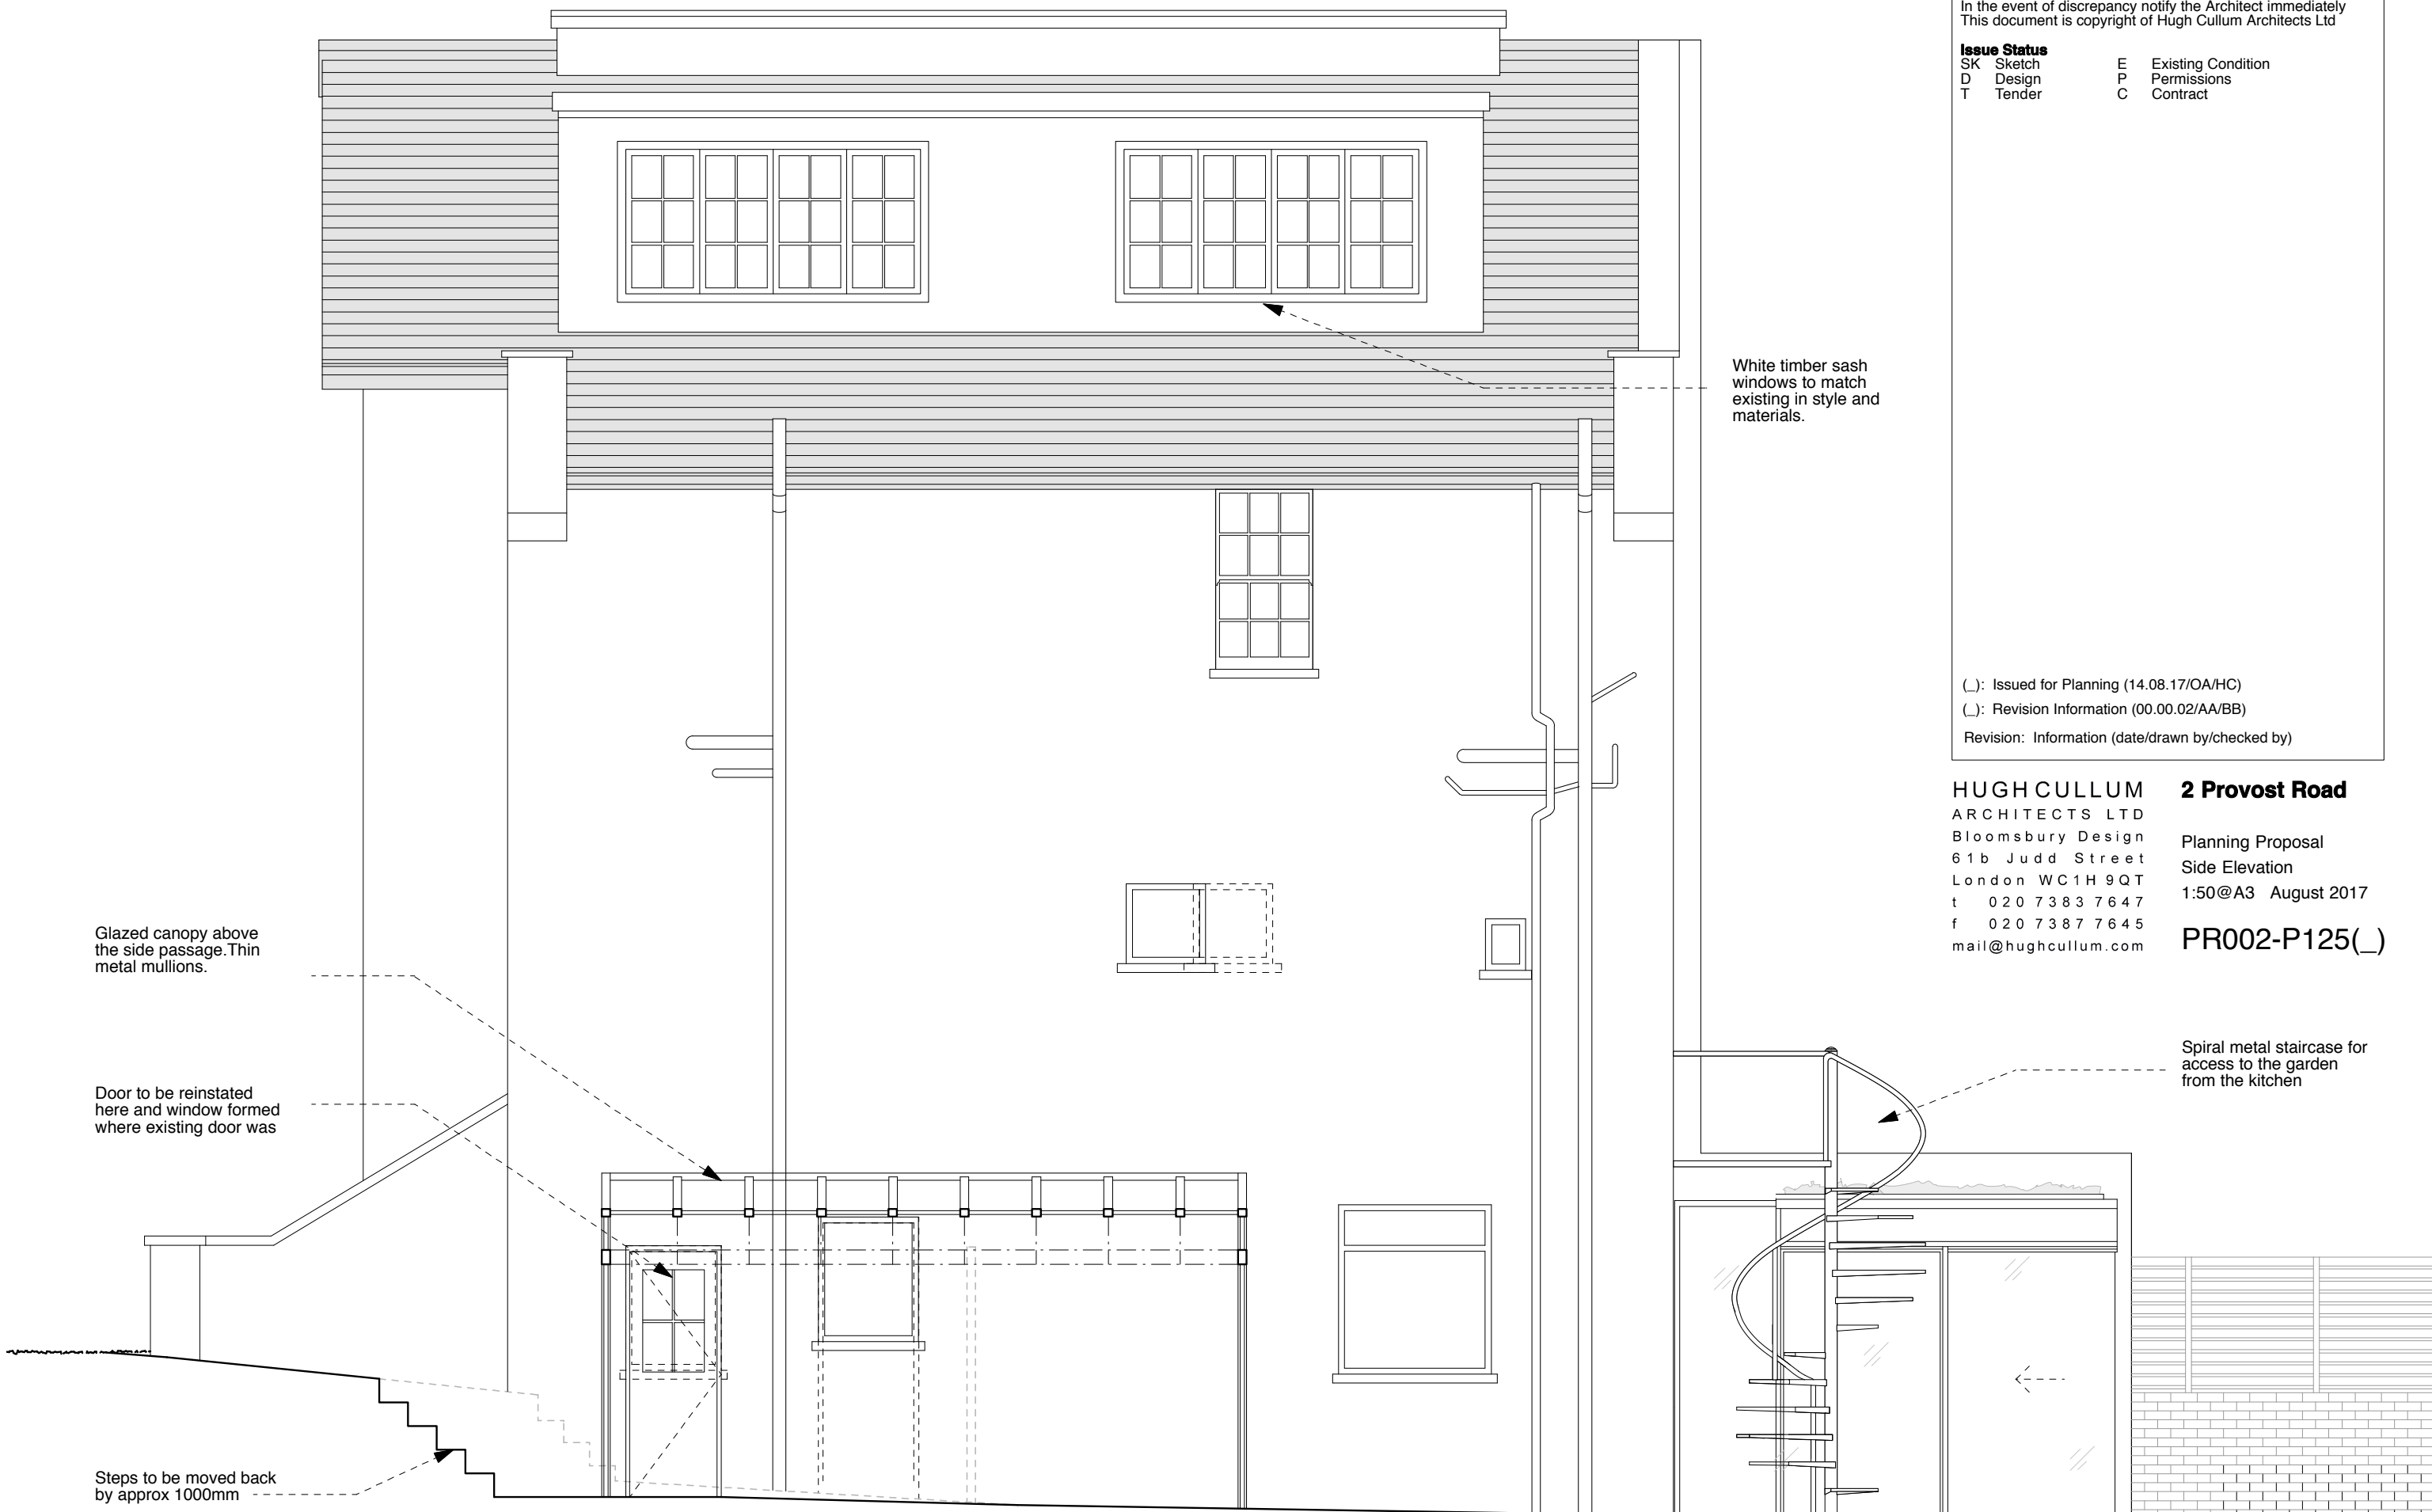 In the event of discrepancy notify the Architect immediately
This document is copyright of Hugh Cullum Architects Ltd
Issue Status
SK Sketch E Existing Condition
D Design P Permissions
T Tender C Contract
White timber sash
windows to match
existing in style and
materials.
(_): Issued for Planning (14.08.17/OA/HC)
(_): Revision Information (00.00.02/AA/BB)
Revision: Information (date/drawn by/checked by)
HUGH CULLUM
ARCHITECTS LTD
Bloomsbury Design
61b Judd Street
London WC1H 9QT
t 020 7383 7647
f 020 7387 7645
mail@hughcullum.com
2 Provost Road
Planning Proposal
Side Elevation
1:50@A3 August 2017
PR002-P125(_)
Glazed canopy above
the side passage.Thin
metal mullions.
Spiral metal staircase for
access to the garden
from the kitchen
Door to be reinstated
here and window formed
where existing door was
Steps to be moved back
by approx 1000mm